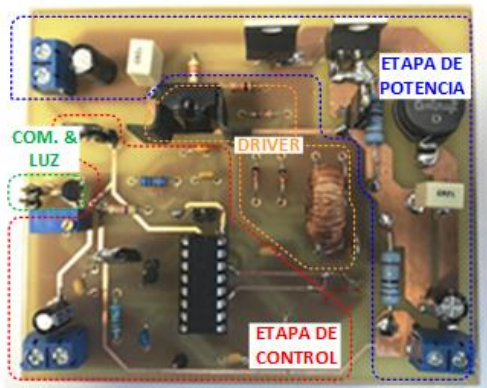 ETAPA DE
POTENCIA
COM. &
LUZ
DRIVER
ETAPA DE
CONTROL